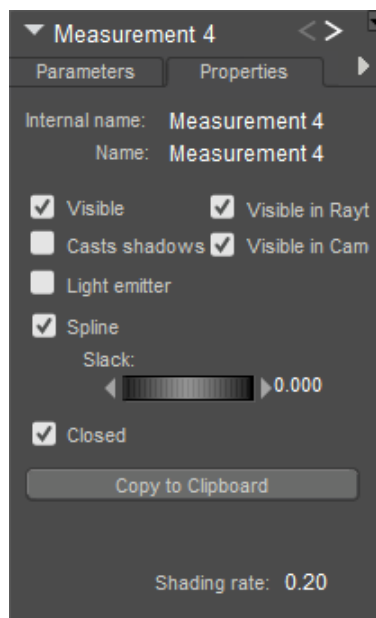 Measurement 4 < >
Parameters Properties
Internal name: Measurement 4
Name: Measurement 4
Visible Visible in Rayt
Casts shadows Visible in Cam
Light emitter
Spline
Slack:
0.000
Closed
Copy to Clipboard
Shading rate: 0.20